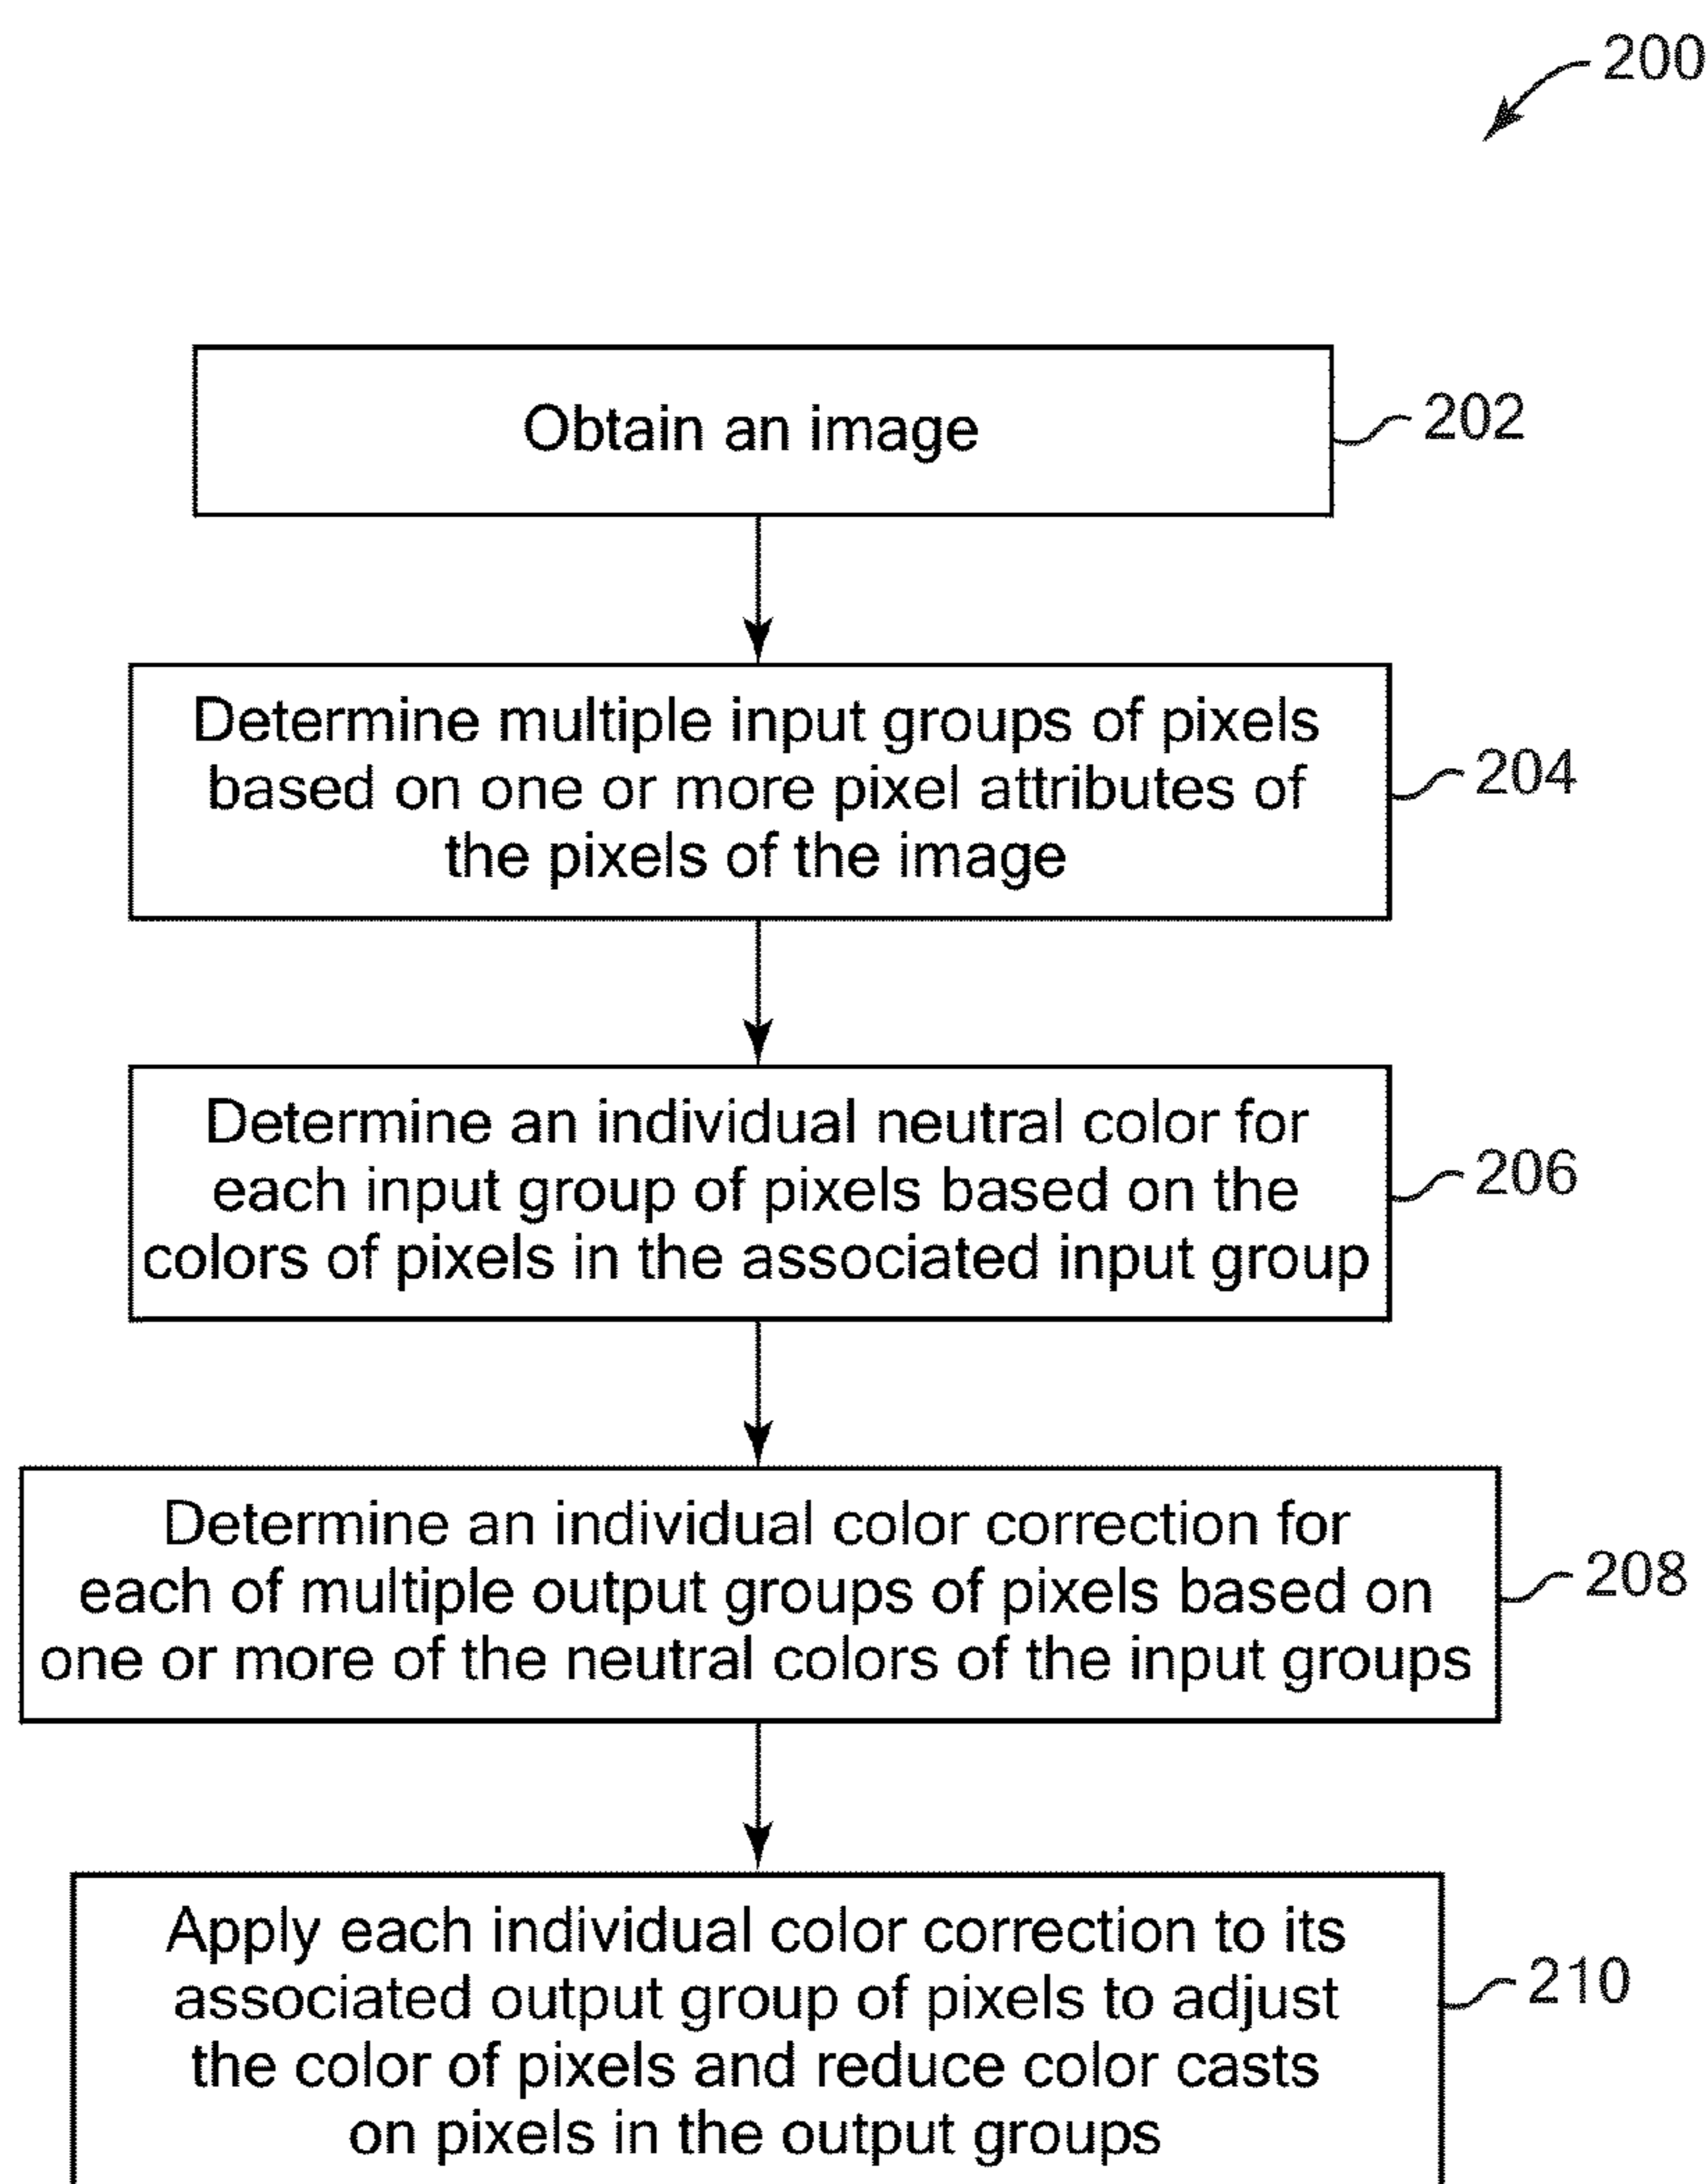 200
Obtain an image
202
Determine multiple input groups of pixels
based on one or more pixel attributes of
the pixels of the image
204
Determine an individual neutral color for
each input group of pixels based on the
colors of pixels in the associated input group
206
Determine an individual color correction for
each of multiple output groups of pixels based on
one or more of the neutral colors of the input groups
208
Apply each individual color correction to its
associated output group of pixels to adjust
the color of pixels and reduce color casts
on pixels in the output groups
210